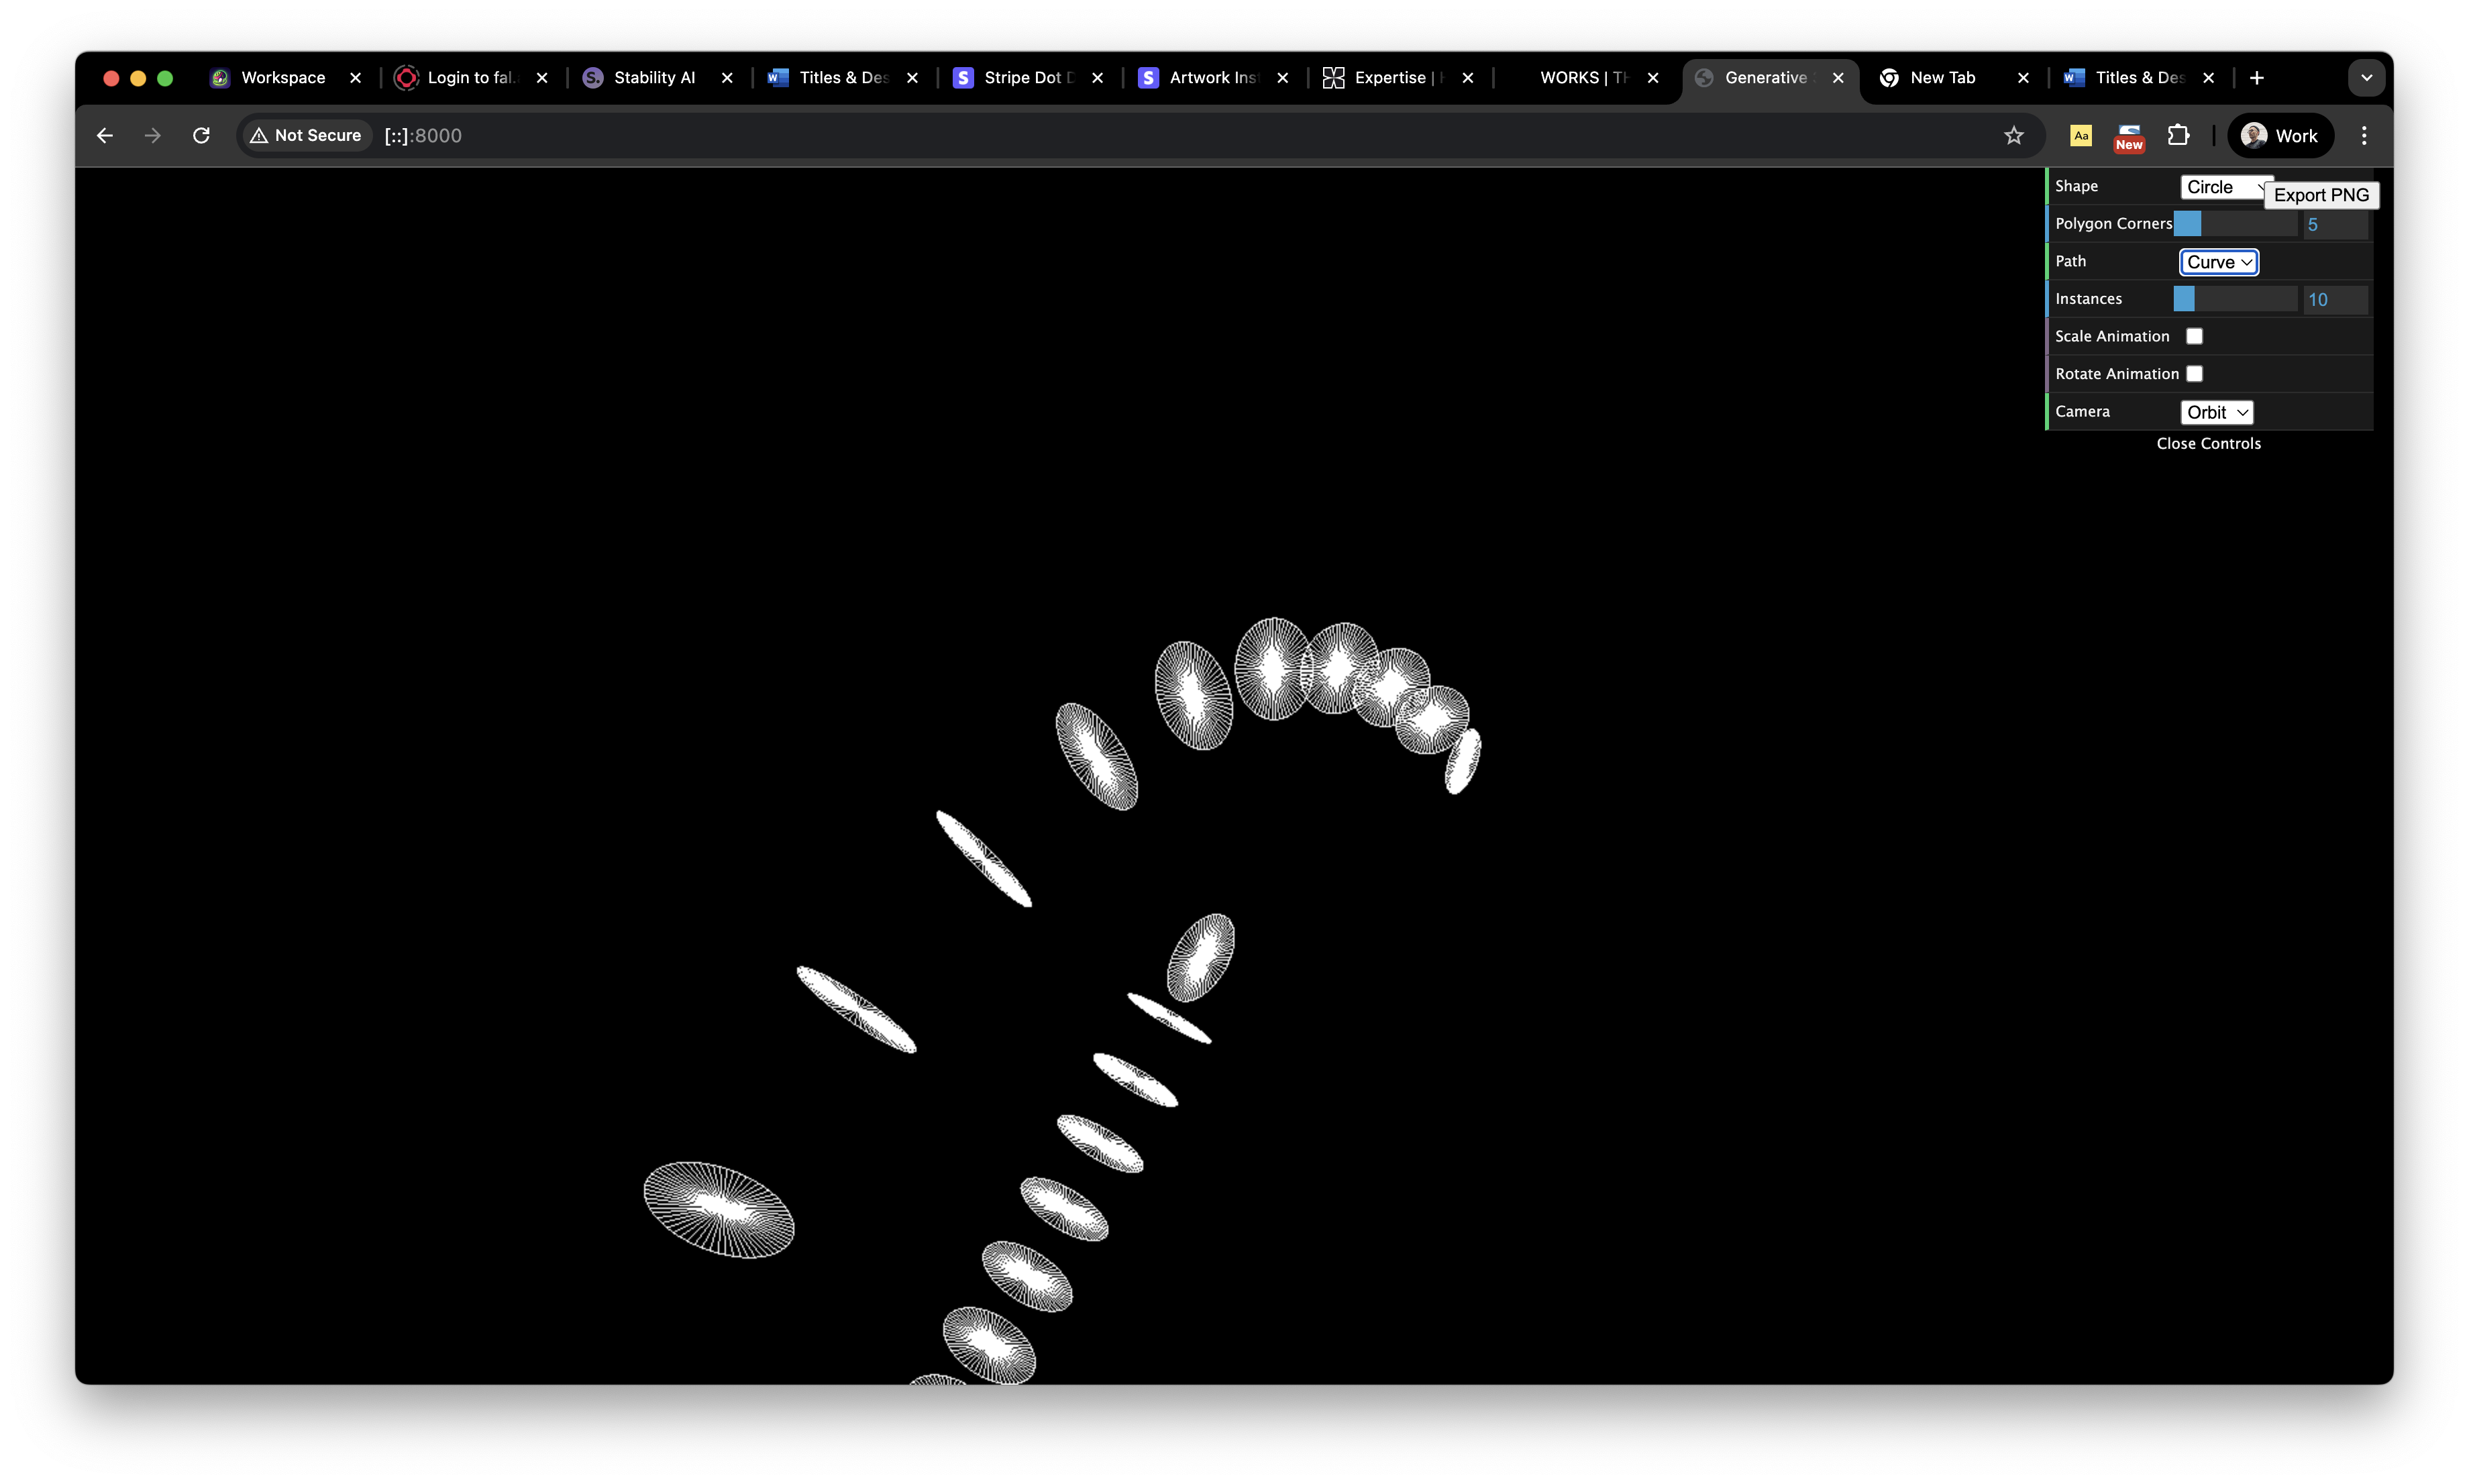 Workspace
Login to fal.
Stability AI
Titles & Des
Stripe Dot D
Artwork Inst
Expertise |
WORKS | TH
Generative
New Tab
Titles & Des
Not Secure
[::]:8000
Aa
New
Work
Shape
Circle
Export PNG
Polygon Corners
5
Path
Curve
Instances
10
Scale Animation
Rotate Animation
Camera
Orbit
Close Controls